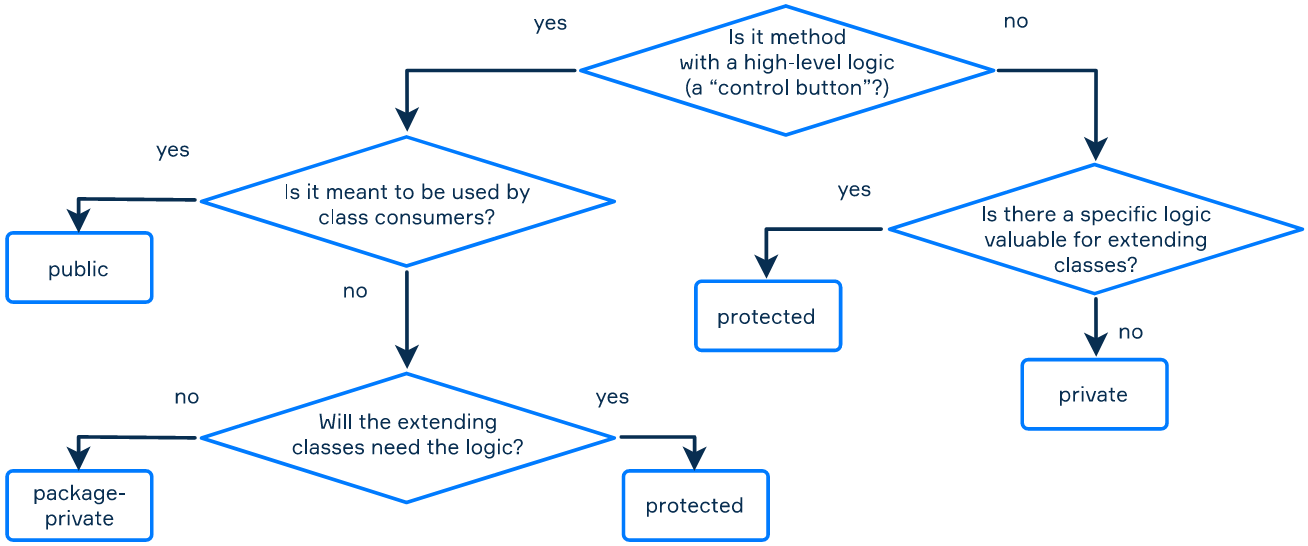 yes
Is it method
with a high-level logic
(a “control button”?)
no
yes
Is it meant to be used by
class consumers?
public
yes
Is there a specific logic
valuable for extending
classes?
no
protected
no
private
no
Will the extending
classes need the logic?
yes
package-
private
protected